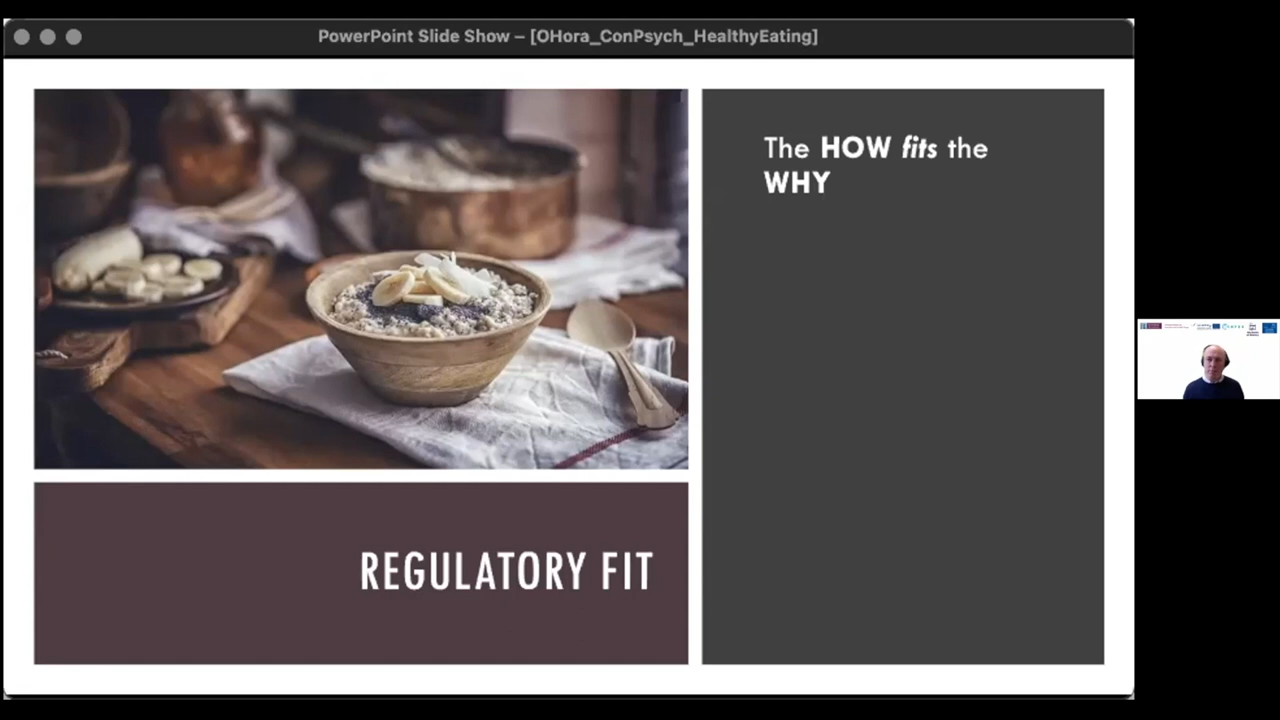 PowerPoint Slide Show – [OHora_ConPsych_HealthyEating]
The HOW fits the
WHY
REGULATORY FIT